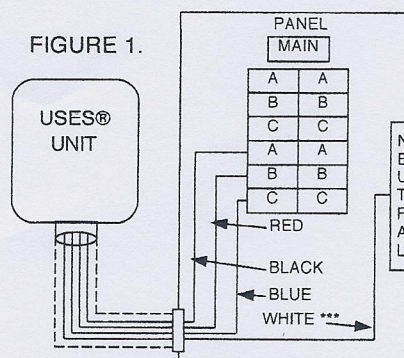 FIGURE 1.
USES®
UNIT
PANEL
MAIN
A A
B B
C C
A A
B B
C C
RED
BLACK
BLUE
WHITE ***
N
E
U
T
R
A
L